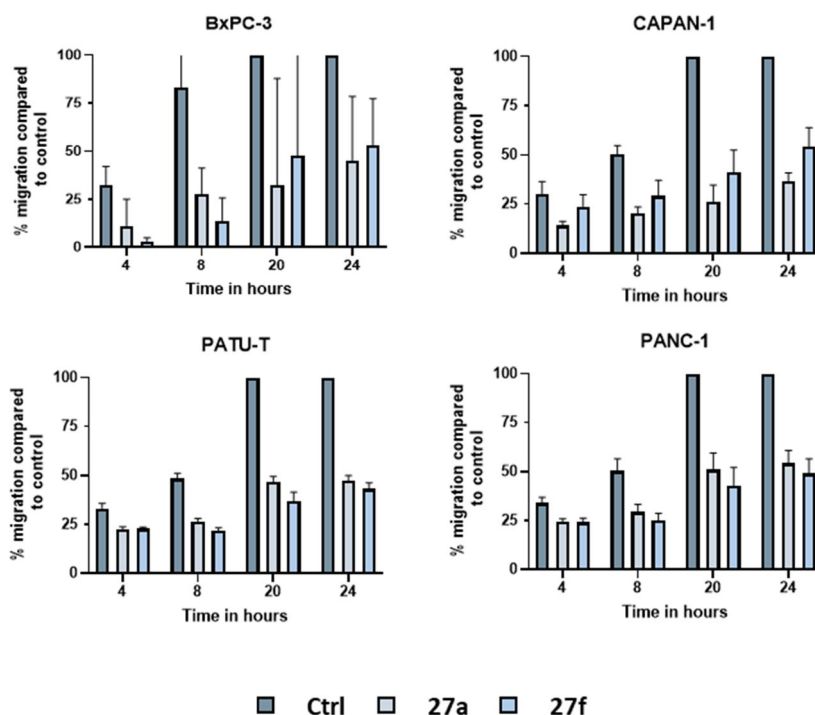 BxPC-3
% migration compared
to control
100
75
50
25
0
4 8 20 24
Time in hours
CAPAN-1
% migration compared
to control
100
75
50
25
0
4 8 20 24
Time in hours
PATU-T
% migration compared
to control
100
75
50
25
0
4 8 20 24
Time in hours
PANC-1
% migration compared
to control
100
75
50
25
0
4 8 20 24
Time in hours
Ctrl 27a 27f